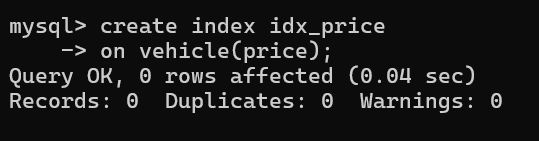 mysql> create index idx_price
    -> on vehicle(price);
Query OK, 0 rows affected (0.04 sec)
Records: 0  Duplicates: 0  Warnings: 0